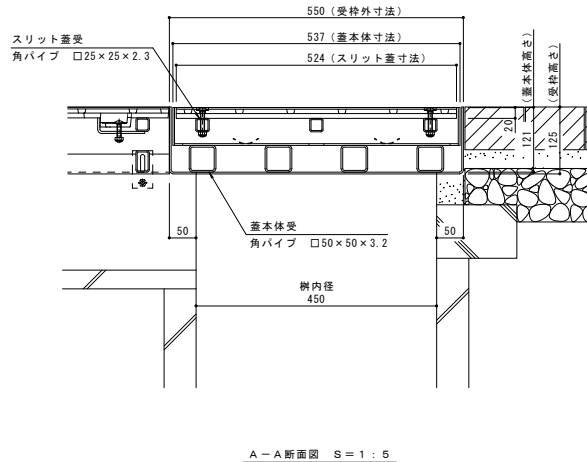 550（受枠外寸法）
537（蓋本体寸法）
524（スリット蓋寸法）
スリット蓋受
角パイプ □25×25×2.3
20
121（蓋本体高さ）
125（受枠高さ）
50
50
蓋本体受
角パイプ □50×50×3.2
桝内径
450
A－A断面図 S＝1：5